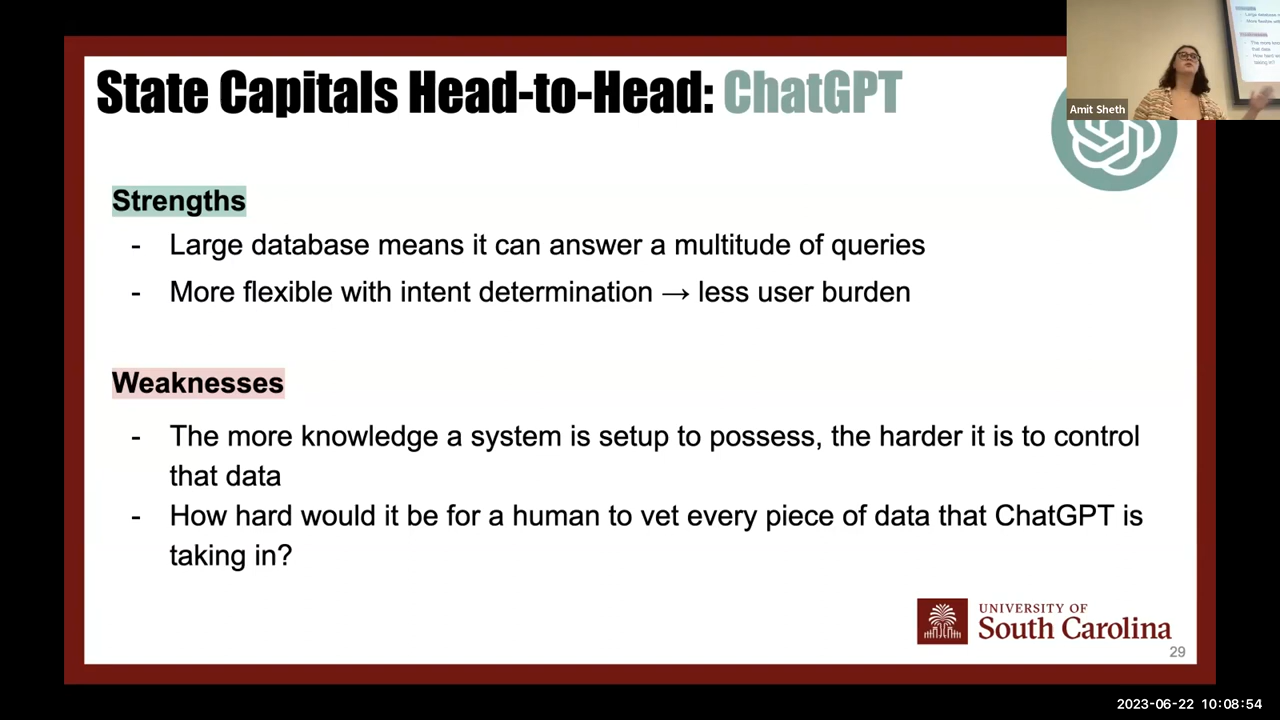 State Capitals Head-to-Head: ChatGPT
Amit Sheth
Strengths
- Large database means it can answer a multitude of queries
- More flexible with intent determination → less user burden
Weaknesses
- The more knowledge a system is setup to possess, the harder it is to control
that data
- How hard would it be for a human to vet every piece of data that ChatGPT is
taking in?
UNIVERSITY OF
South Carolina
29
2023-06-22 10:08:54